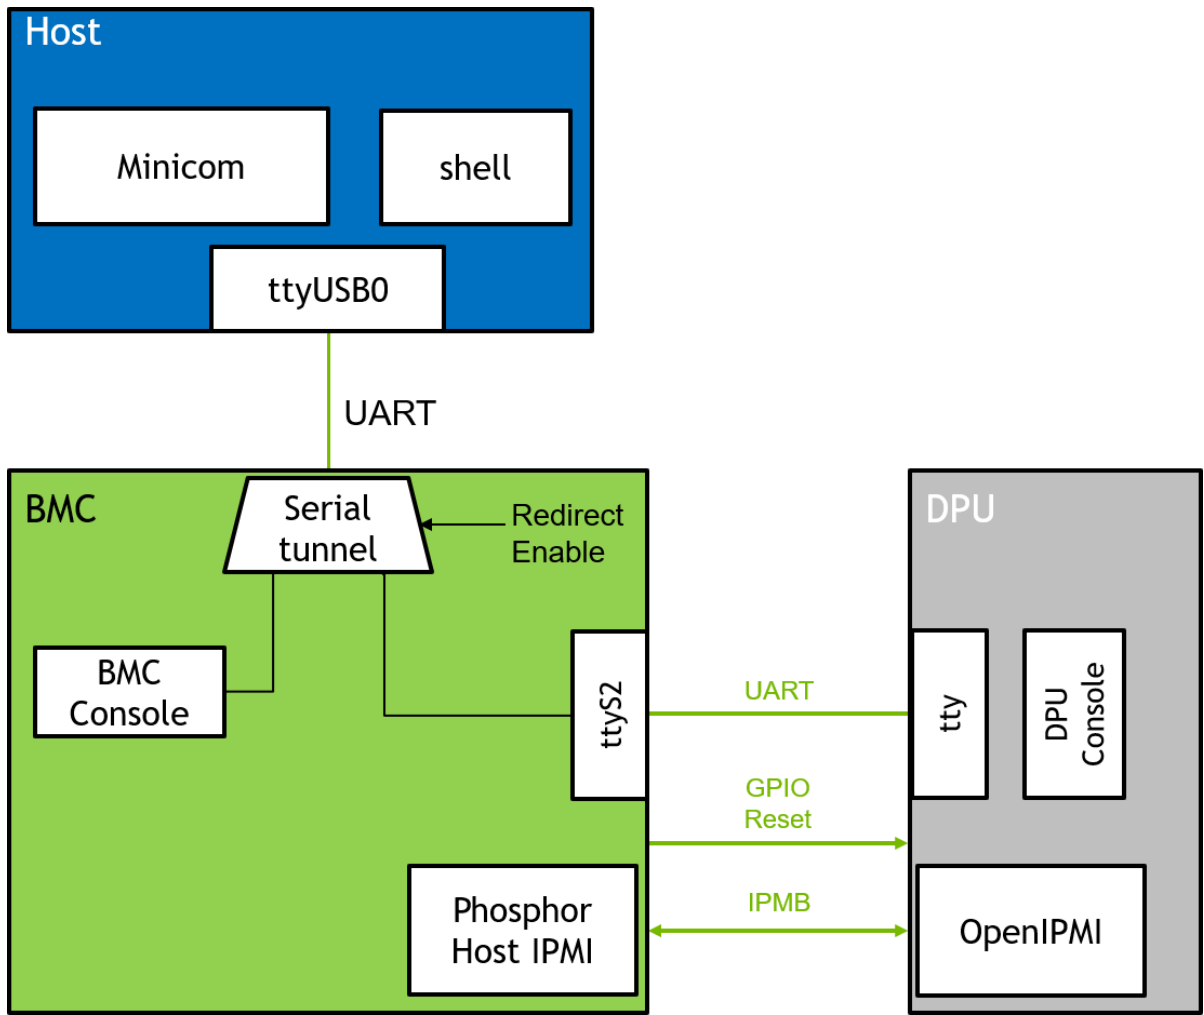 Host
Minicom
shell
ttyUSB0
UART
BMC
Serial
tunnel
Redirect
Enable
BMC
Console
ttyS2
UART
GPIO
Reset
IPMB
Phosphor
Host IPMI
DPU
tty
DPU
Console
OpenIPMI